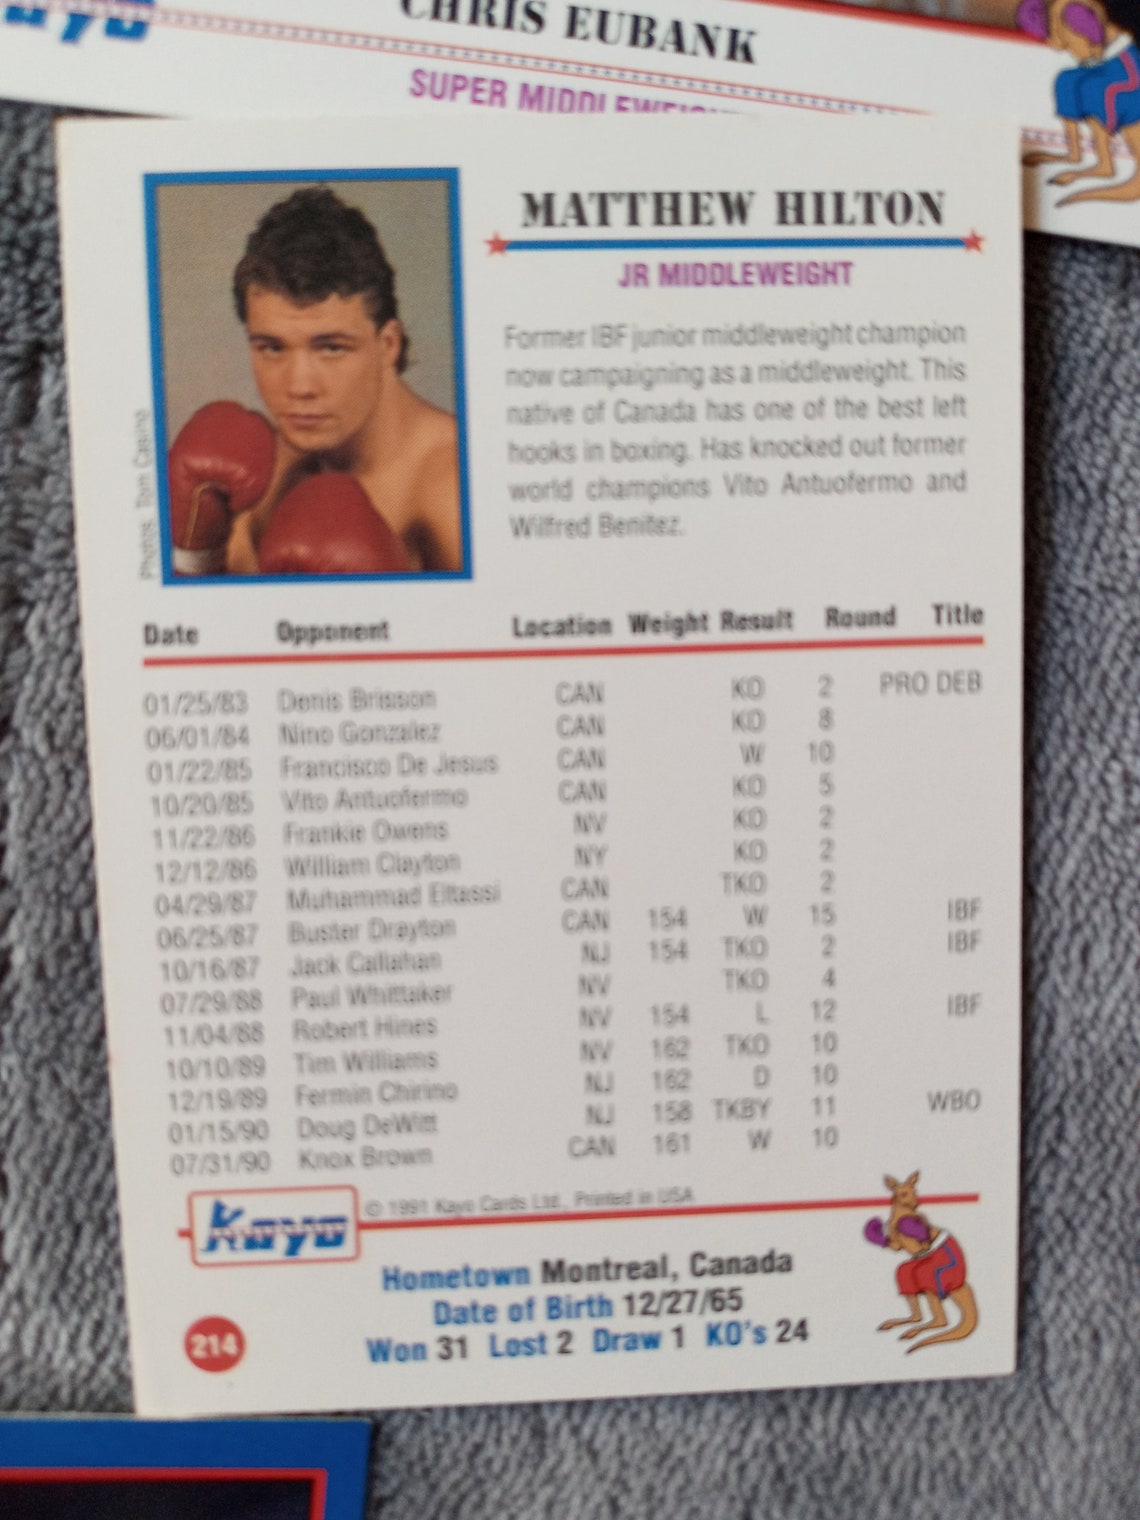 CHRIS EUBANK
SUPER MIDDLEWEIGHT
MATTHEW HILTON
JR MIDDLEWEIGHT
Former IBF junior middleweight champion
now campaigning as a middleweight. This
native of Canada has one of the best left
hooks in boxing. Has knocked out former
world champions Vito Antuofermo and
Wilfred Benitez.
Photos: Tom Casino
Date Opponent Location Weight Result Round Title
01/25/83 Denis Brisson CAN KO 2 PRO DEB
06/01/84 Nino Gonzalez CAN KO 8
01/22/85 Francisco De Jesus CAN W 10
10/20/85 Vito Antuofermo CAN KO 5
11/22/86 Frankie Owens NV KO 2
12/12/86 William Clayton NY KO 2
04/29/87 Muhammad Eltassi CAN TKO 2
06/25/87 Buster Drayton CAN 154 W 15 IBF
10/16/87 Jack Callahan NJ 154 TKO 2 IBF
07/29/88 Paul Whittaker NV TKO 4
11/04/88 Robert Hines NV 154 L 12 IBF
10/10/89 Tim Williams NV 162 TKO 10
12/19/89 Fermin Chirino NJ 162 D 10
01/15/90 Doug DeWitt NJ 158 TKBY 11 WBO
07/31/90 Knox Brown CAN 161 W 10
Kayo © 1991 Kayo Cards Ltd., Printed in USA
Hometown Montreal, Canada
Date of Birth 12/27/65
214 Won 31 Lost 2 Draw 1 KO's 24